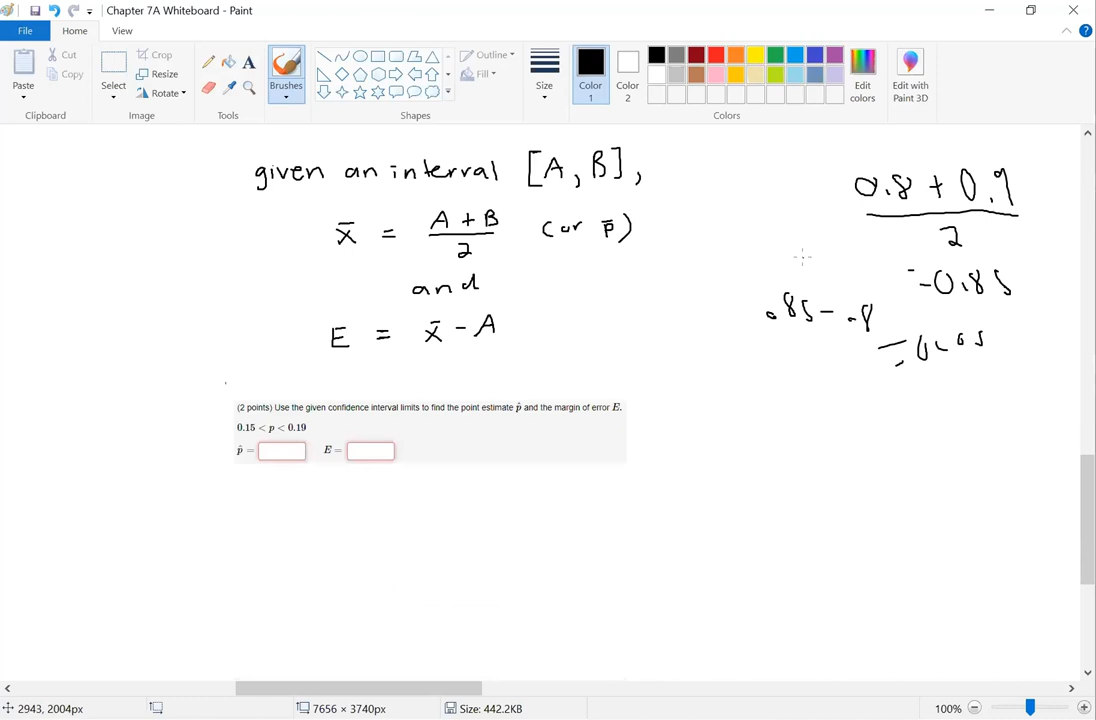 Chapter 7A Whiteboard - Paint
File Home View
Paste Cut Copy Clipboard
Select Crop Resize Rotate Image
Tools
Brushes
Shapes Outline Fill
Size
Color 1 Color 2 Colors
Edit colors
Edit with Paint 3D
given an interval [A, B],
x̄ = A + B / 2 (or p̄)
and
E = x̄ - A
0.8 + 0.9 / 2
= 0.85
.85 - .8
= 0.05
(2 points) Use the given confidence interval limits to find the point estimate p̂ and the margin of error E.
0.15 < p < 0.19
p̂ = E =
2943, 2004px 7656 × 3740px Size: 442.2KB 100%